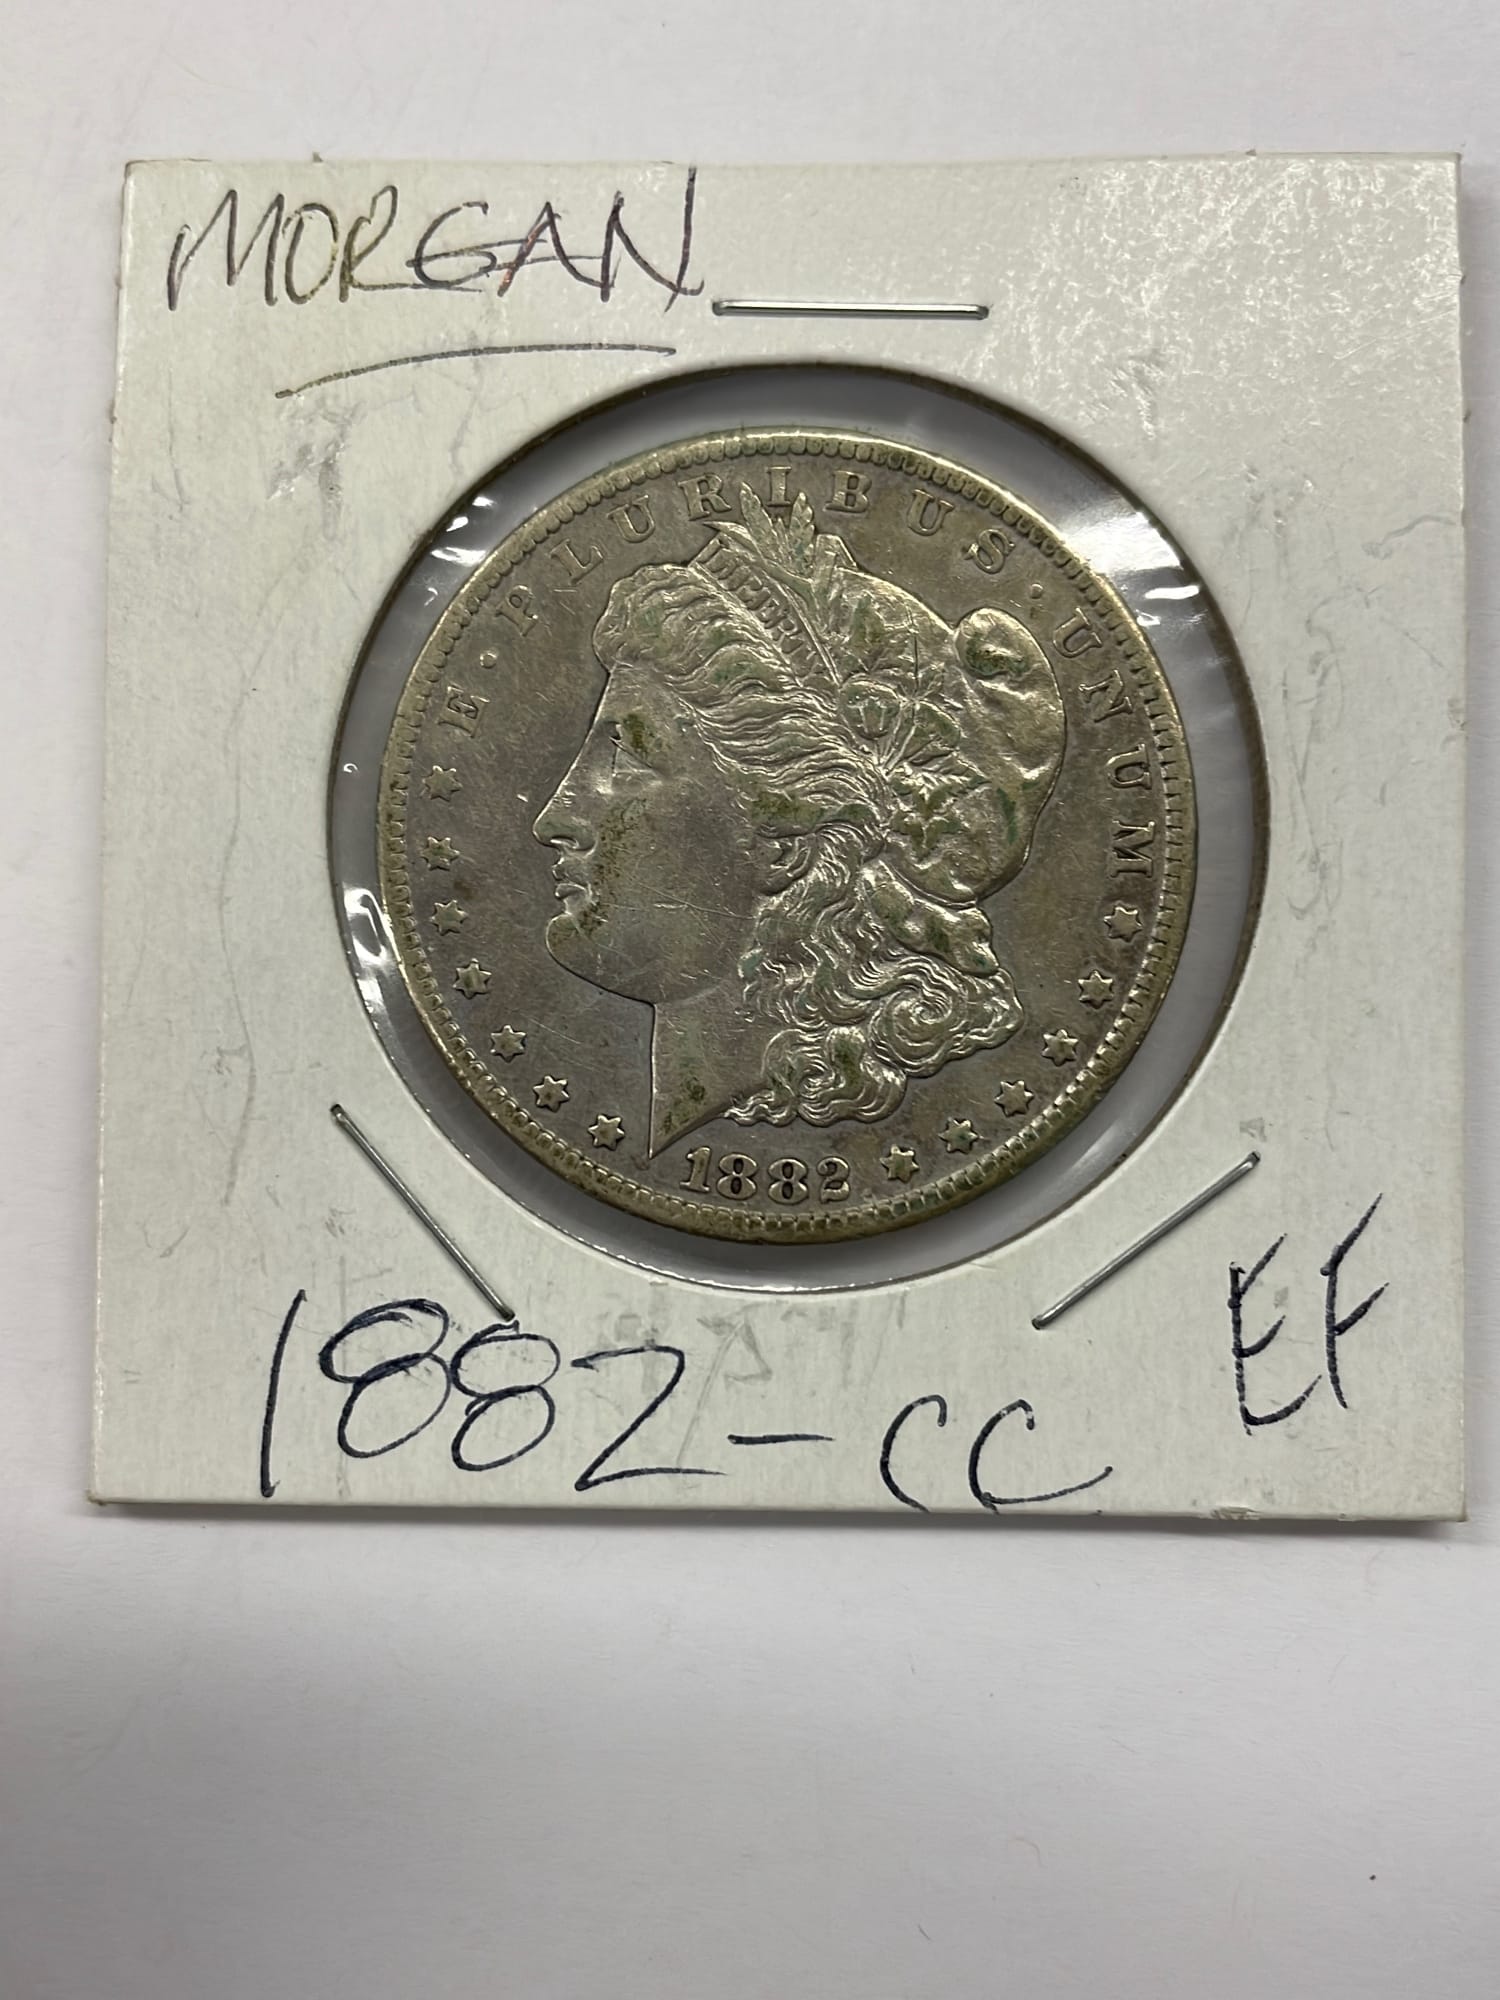 MORGAN
E · PLURIBUS · UNUM
LIBERTY
1882
1882-CC
EF